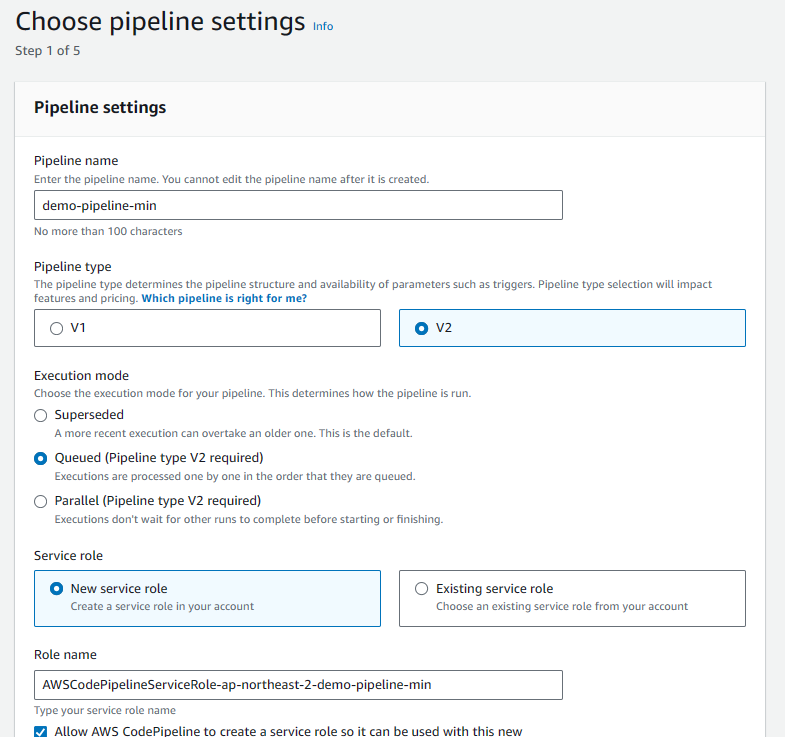 Choose pipeline settings Info
Step 1 of 5
Pipeline settings
Pipeline name
Enter the pipeline name. You cannot edit the pipeline name after it is created.
demo-pipeline-min
No more than 100 characters
Pipeline type
The pipeline type determines the pipeline structure and availability of parameters such as triggers. Pipeline type selection will impact
features and pricing. Which pipeline is right for me?
V1
V2
Execution mode
Choose the execution mode for your pipeline. This determines how the pipeline is run.
Superseded
A more recent execution can overtake an older one. This is the default.
Queued (Pipeline type V2 required)
Executions are processed one by one in the order that they are queued.
Parallel (Pipeline type V2 required)
Executions don't wait for other runs to complete before starting or finishing.
Service role
New service role
Create a service role in your account
Existing service role
Choose an existing service role from your account
Role name
AWSCodePipelineServiceRole-ap-northeast-2-demo-pipeline-min
Type your service role name
Allow AWS CodePipeline to create a service role so it can be used with this new